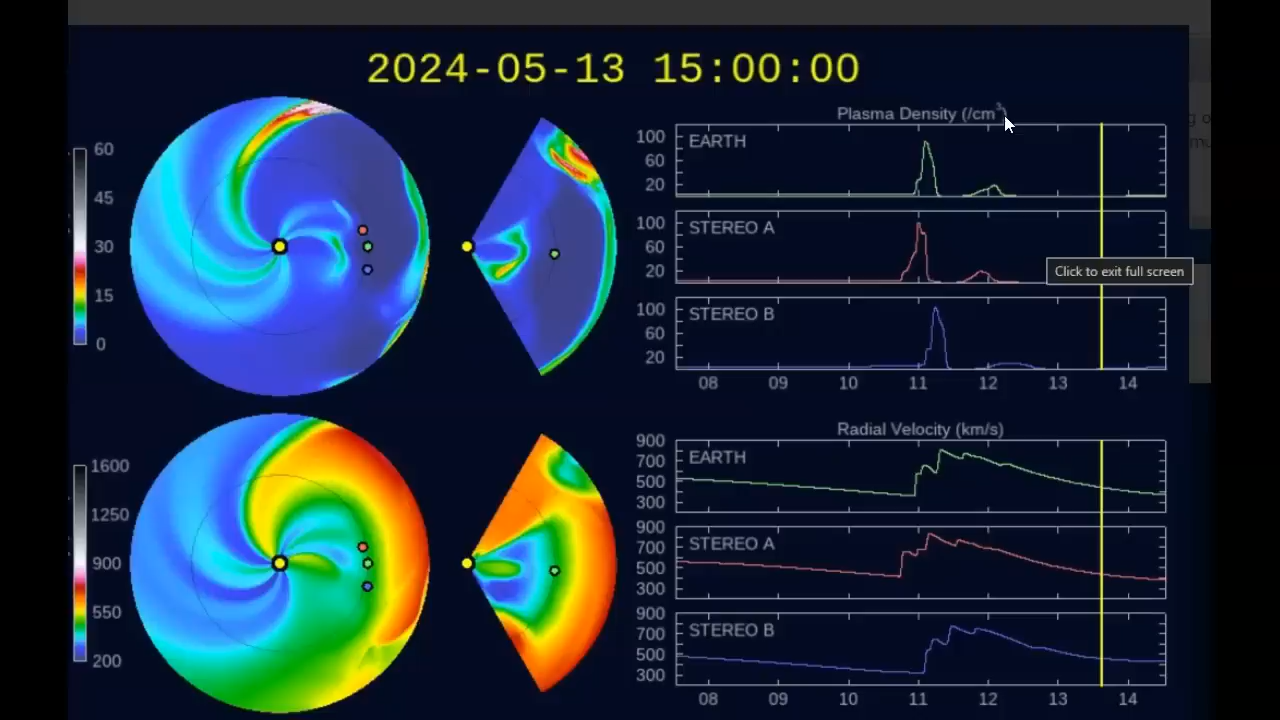 2024-05-13 15:00:00
Plasma Density (/cm³)
60
45
30
15
0
100
60
20
EARTH
100
60
20
STEREO A
Click to exit full screen
100
60
20
STEREO B
08 09 10 11 12 13 14
Radial Velocity (km/s)
1600
1250
900
550
200
900
700
500
300
EARTH
900
700
500
300
STEREO A
900
700
500
300
STEREO B
08 09 10 11 12 13 14